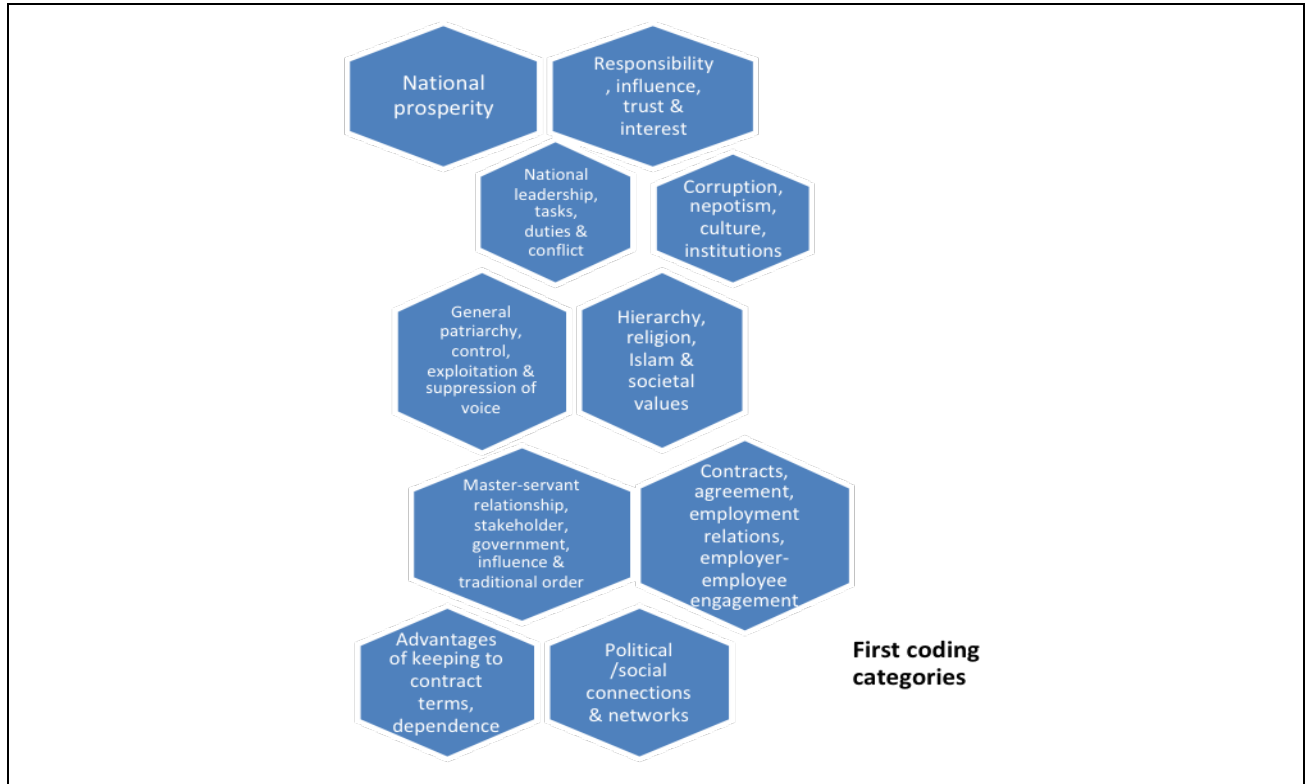 National
prosperity
Responsibility
, influence,
trust &
interest
National
leadership,
tasks,
duties &
conflict
Corruption,
nepotism,
culture,
institutions
General
patriarchy,
control,
exploitation &
suppression of
voice
Hierarchy,
religion,
Islam &
societal
values
Master-servant
relationship,
stakeholder,
government,
influence &
traditional order
Contracts,
agreement,
employment
relations,
employer-
employee
engagement
Advantages
of keeping to
contract
terms,
dependence
Political
/social
connections
& networks
First coding
categories